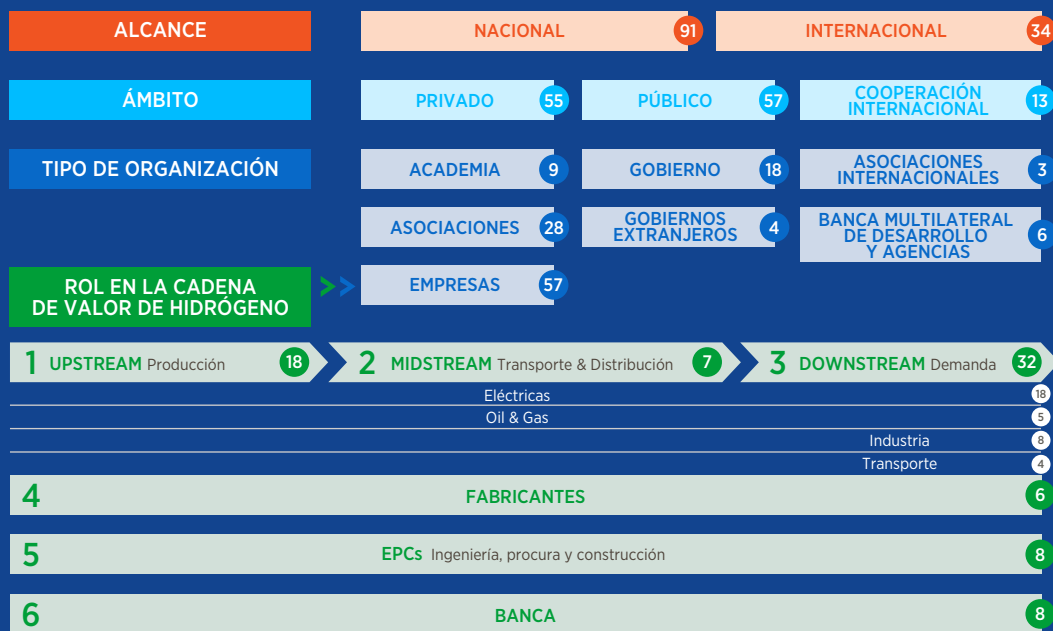 ALCANCE
NACIONAL 91
INTERNACIONAL 34
ÁMBITO
PRIVADO 55
PÚBLICO 57
COOPERACIÓN
INTERNACIONAL 13
TIPO DE ORGANIZACIÓN
ACADEMIA 9
GOBIERNO 18
ASOCIACIONES
INTERNACIONALES 3
ASOCIACIONES 28
GOBIERNOS
EXTRANJEROS 4
BANCA MULTILATERAL
DE DESARROLLO
Y AGENCIAS 6
ROL EN LA CADENA
DE VALOR DE HIDRÓGENO
EMPRESAS 57
1 UPSTREAM Producción 18
2 MIDSTREAM Transporte & Distribución 7
3 DOWNSTREAM Demanda 32
Eléctricas 18
Oil & Gas 5
Industria 8
Transporte 4
4 FABRICANTES 6
5 EPCs Ingeniería, procura y construcción 8
6 BANCA 8